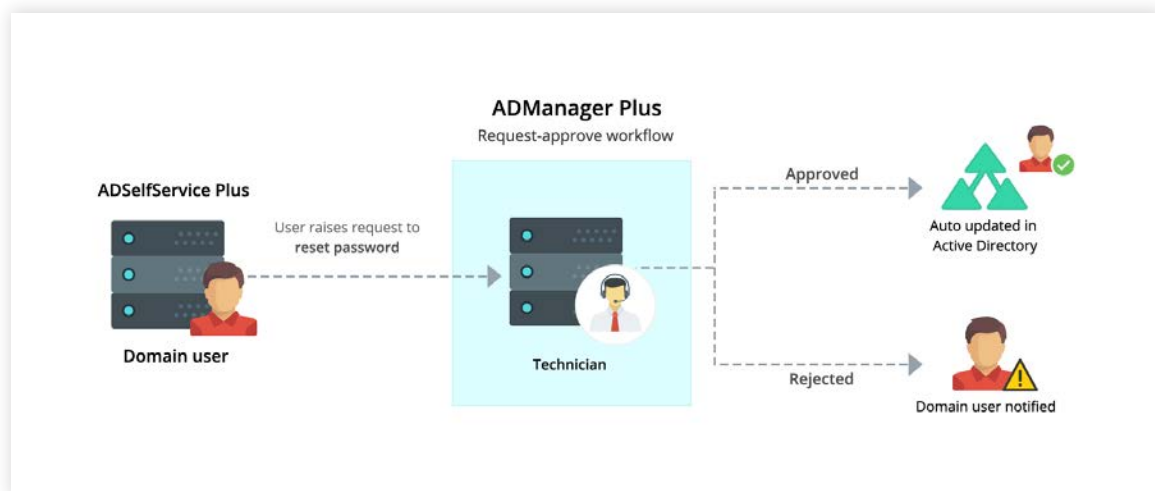 ADManager Plus
Request-approve workflow
ADSelfService Plus
User raises request to
reset password
Domain user
Technician
Approved
Auto updated in
Active Directory
Rejected
Domain user notified